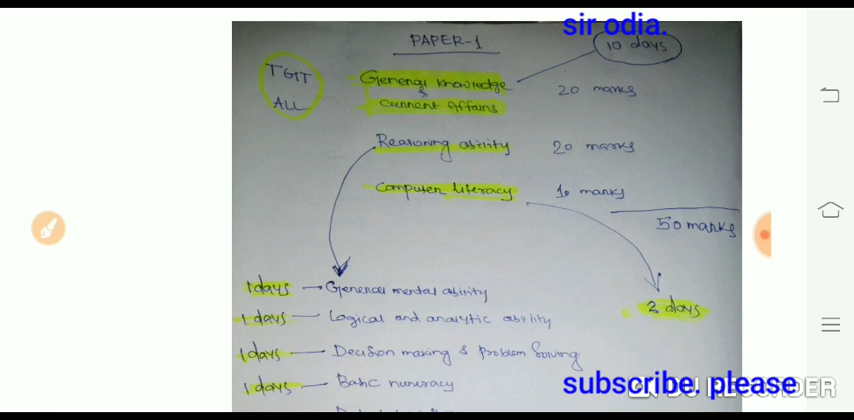 sir odia.
PAPER-1
10 days
TGT
ALL
General Knowledge 20 marks
&
Current Affairs
Reasoning ability 20 marks
Computer Literacy 10 marks
50 marks
1 days General mental ability
1 days Logical and analytic ability
2 days
1 days Decision making & Problem Solving
1 days Basic numeracy
subscribe. please
DU RECORDER